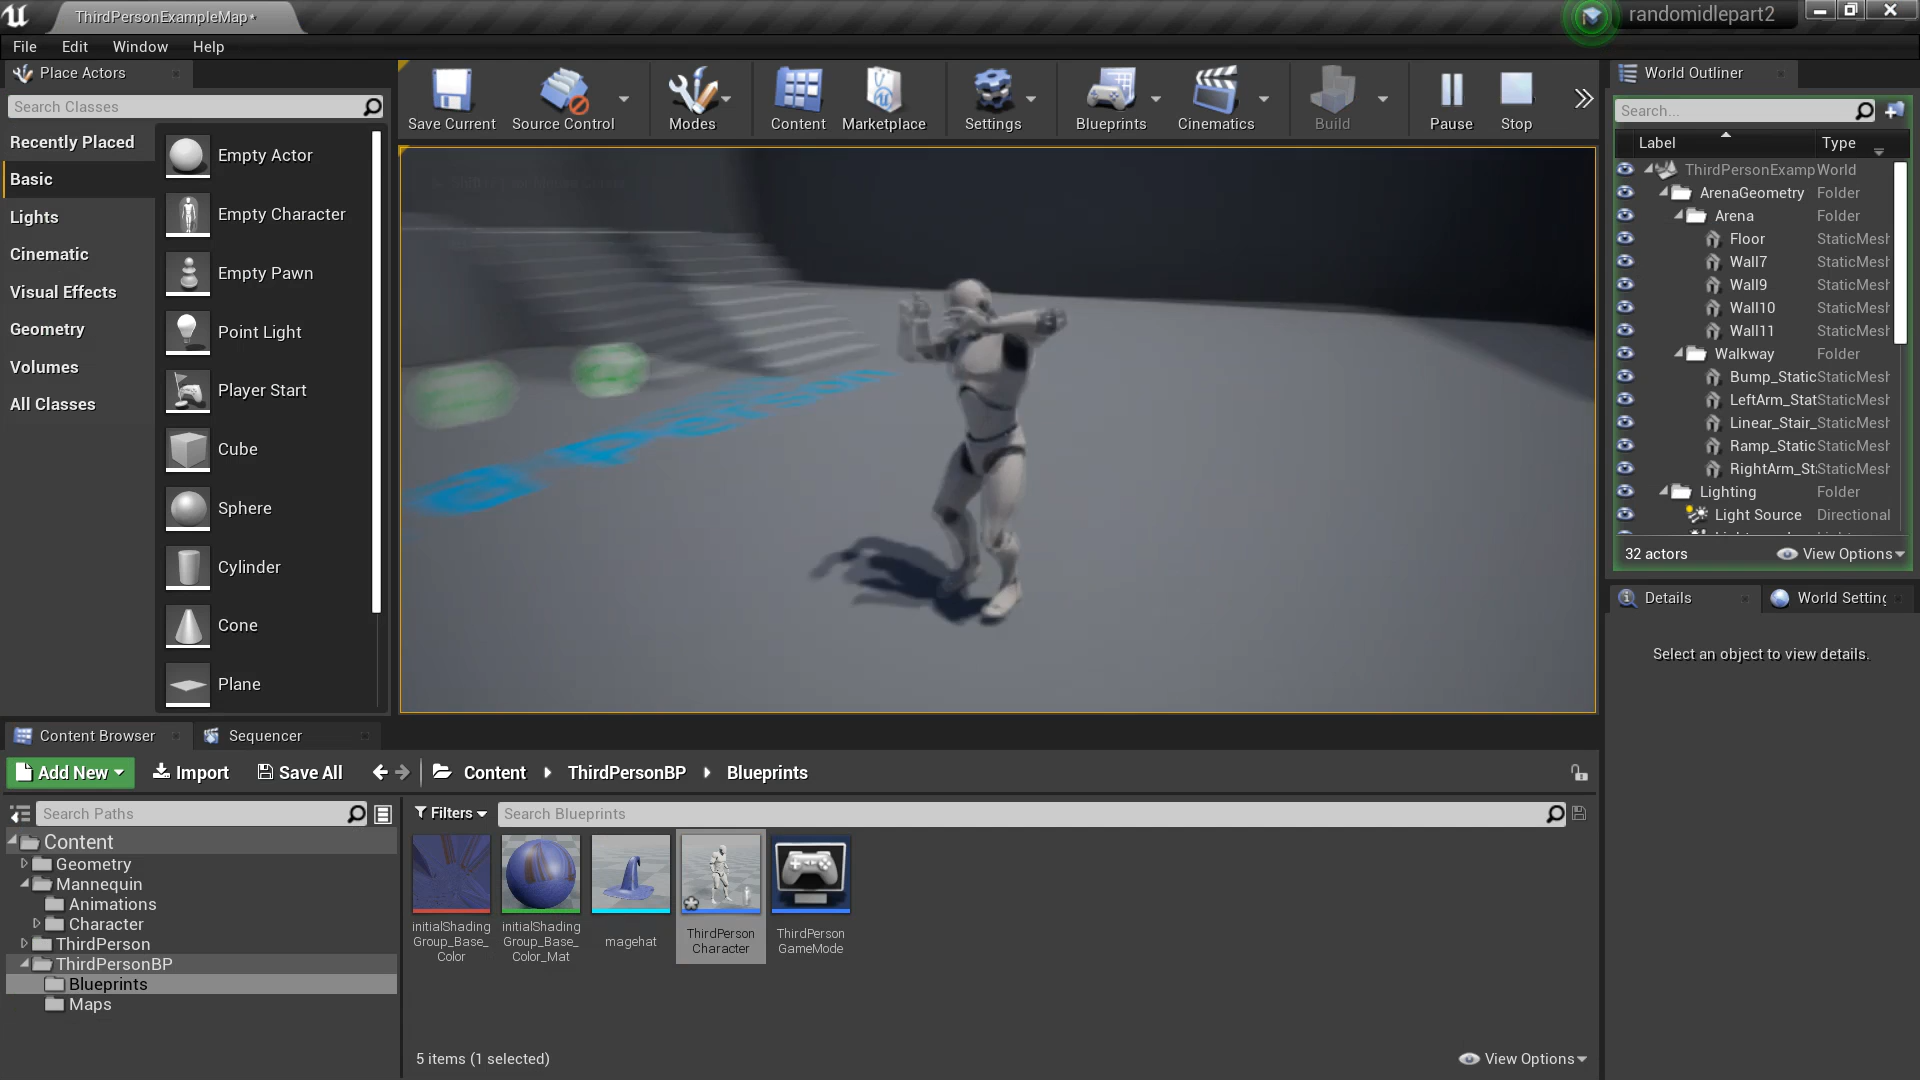 ThirdPersonExampleMap*
randomidlepart2
File Edit Window Help
Place Actors
Search Classes
Recently Placed
Basic
Lights
Cinematic
Visual Effects
Geometry
Volumes
All Classes
Empty Actor
Empty Character
Empty Pawn
Point Light
Player Start
Cube
Sphere
Cylinder
Cone
Plane
Save Current
Source Control
Modes
Content
Marketplace
Settings
Blueprints
Cinematics
Build
Pause
Stop
World Outliner
Search...
Label Type
ThirdPersonExamp World
ArenaGeometry Folder
Arena Folder
Floor StaticMesh
Wall7 StaticMesh
Wall9 StaticMesh
Wall10 StaticMesh
Wall11 StaticMesh
Walkway Folder
Bump_Static StaticMesh
LeftArm_Stat StaticMesh
Linear_Stair_ StaticMesh
Ramp_Static StaticMesh
RightArm_St StaticMesh
Lighting Folder
Light Source Directional
32 actors
View Options
Details
World Setting
Select an object to view details.
Content Browser
Sequencer
Add New
Import
Save All
Content
ThirdPersonBP
Blueprints
Search Paths
Filters
Search Blueprints
Content
Geometry
Mannequin
Animations
Character
ThirdPerson
ThirdPersonBP
Blueprints
Maps
initialShading
Group_Base_
Color
initialShading
Group_Base_
Color_Mat
magehat
ThirdPerson
Character
ThirdPerson
GameMode
5 items (1 selected)
View Options